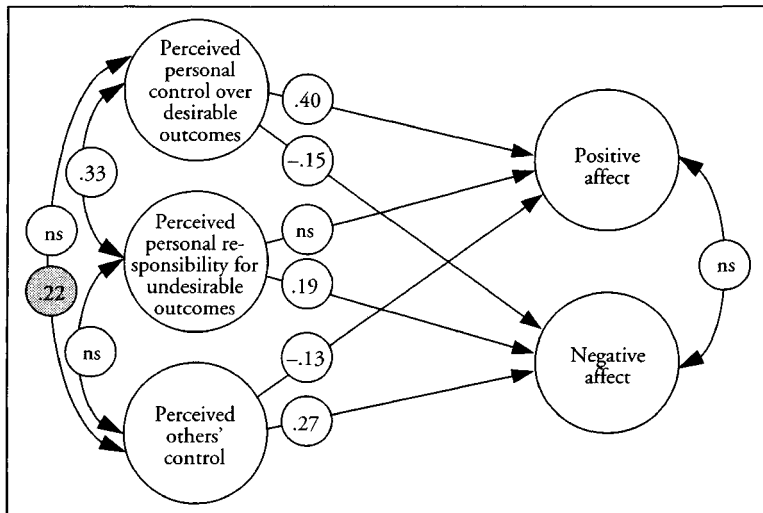 Perceived
personal
control over
desirable
outcomes
.40
−.15
Positive
affect
.33
ns
.22
ns
Perceived
personal re-
sponsibility for
undesirable
outcomes
ns
.19
ns
−.13
Negative
affect
Perceived
others'
control
.27